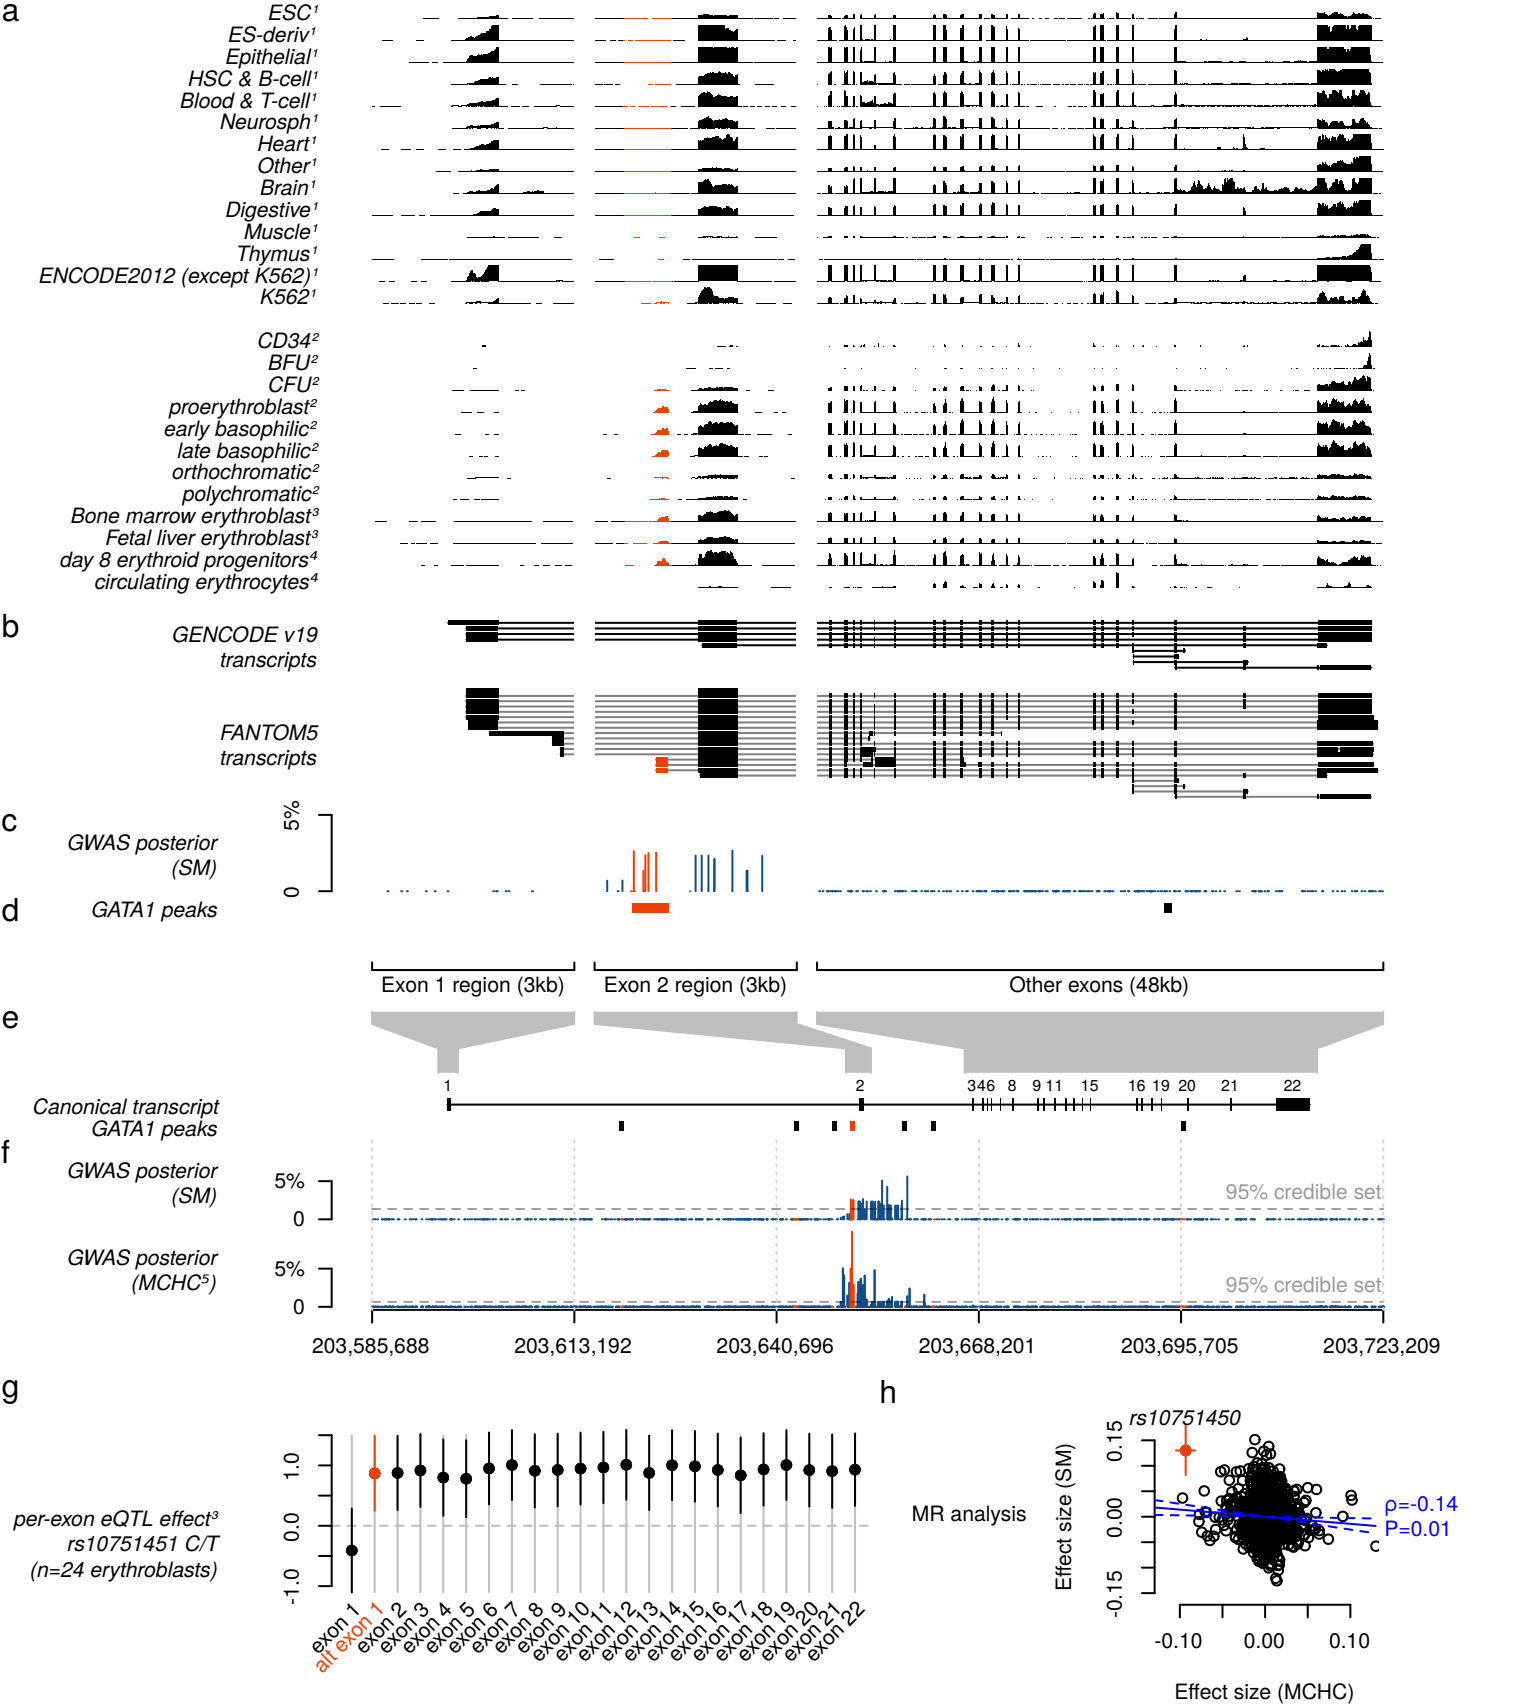 a
ESC¹
ES-deriv¹
Epithelial¹
HSC & B-cell¹
Blood & T-cell¹
Neurosph¹
Heart¹
Other¹
Brain¹
Digestive¹
Muscle¹
Thymus¹
ENCODE2012 (except K562)¹
K562¹
CD34²
BFU²
CFU²
proerythroblast²
early basophilic²
late basophilic²
orthochromatic²
polychromatic²
Bone marrow erythroblast³
Fetal liver erythroblast³
day 8 erythroid progenitors⁴
circulating erythrocytes⁴
b
GENCODE v19
transcripts
FANTOM5
transcripts
c
GWAS posterior
(SM)
5%
0
d
GATA1 peaks
Exon 1 region (3kb)
Exon 2 region (3kb)
Other exons (48kb)
e
1 2 346 8 9 11 15 16 19 20 21 22
Canonical transcript
GATA1 peaks
f
GWAS posterior
(SM)
5%
0
95% credible set
GWAS posterior
(MCHC⁵)
5%
0
95% credible set
203,585,688 203,613,192 203,640,696 203,668,201 203,695,705 203,723,209
g
per-exon eQTL effect³
rs10751451 C/T
(n=24 erythroblasts)
1.0
0.0
-1.0
exon 1
alt exon 1
exon 2
exon 3
exon 4
exon 5
exon 6
exon 7
exon 8
exon 9
exon 10
exon 11
exon 12
exon 13
exon 14
exon 15
exon 16
exon 17
exon 18
exon 19
exon 20
exon 21
exon 22
h
MR analysis
rs10751450
Effect size (SM)
0.15
0.00
-0.15
ρ=-0.14
P=0.01
-0.10 0.00 0.10
Effect size (MCHC)